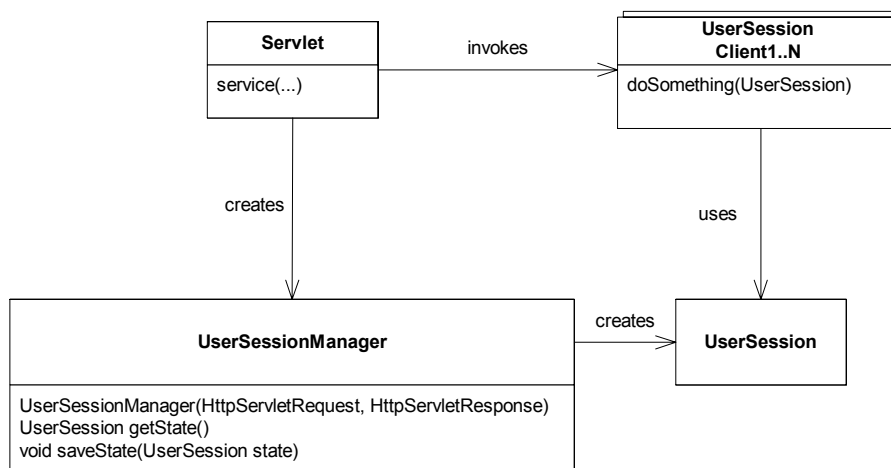 Servlet
service(...)
invokes
UserSession
Client1..N
doSomething(UserSession)
creates
uses
UserSessionManager
UserSessionManager(HttpServletRequest, HttpServletResponse)
UserSession getState()
void saveState(UserSession state)
creates
UserSession